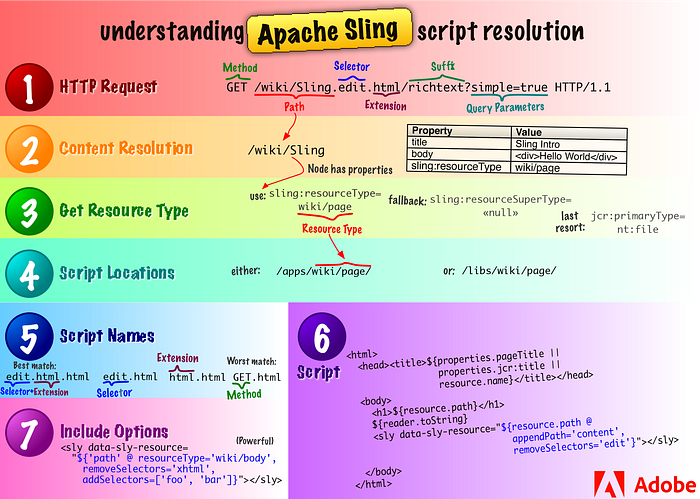 understanding Apache Sling script resolution
1 HTTP Request
Method
Selector
Suffix
GET /wiki/Sling.edit.html/richtext?simple=true HTTP/1.1
Path
Extension
Query Parameters
2 Content Resolution
/wiki/Sling
Node has properties
Property Value
title Sling Intro
body <div>Hello World</div>
sling:resourceType wiki/page
3 Get Resource Type
use: sling:resourceType=
wiki/page
Resource Type
fallback: sling:resourceSuperType=
«null»
last
resort:
jcr:primaryType=
nt:file
4 Script Locations
either: /apps/wiki/page/ or: /libs/wiki/page/
5 Script Names
Best match:
Extension
Worst match:
edit.html.html edit.html html.html GET.html
Selector+Extension Selector Method
6
Script
<html>
<head><title>${properties.pageTitle ||
properties.jcr:title ||
resource.name}</title></head>
<body>
<h1>${resource.path}</h1>
${reader.toString}
<sly data-sly-resource="${resource.path @
appendPath='content',
removeSelectors='edit'}"></sly>
</body>
</html>
7 Include Options
(Powerful)
<sly data-sly-resource=
"${'path' @ resourceType='wiki/body',
removeSelectors='xhtml',
addSelectors=['foo', 'bar']}"></sly>
Adobe